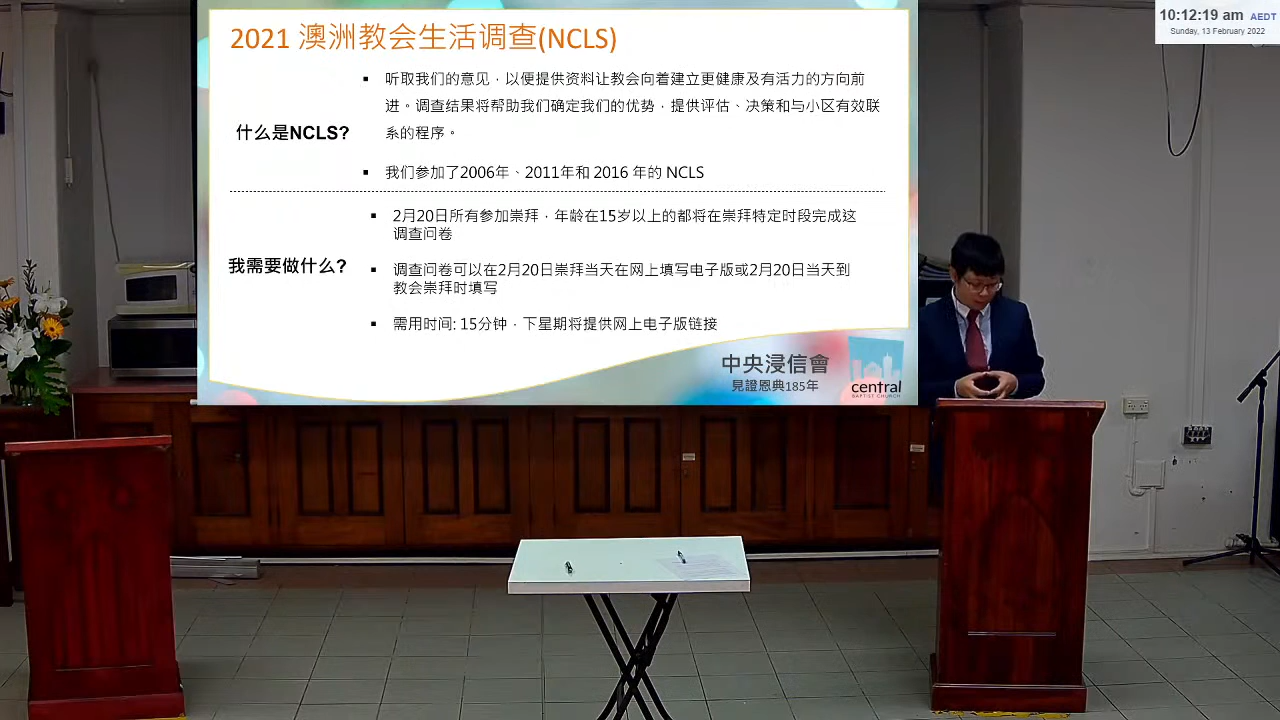 10:12:19 am AEDT
Sunday, 13 February 2022
2021 澳洲教会生活调查(NCLS)
什么是NCLS?
▪ 听取我们的意见，以便提供资料让教会向着建立更健康及有活力的方向前
进。调查结果将帮助我们确定我们的优势，提供评估、决策和与小区有效联
系的程序。
▪ 我们参加了2006年、2011年和 2016 年的 NCLS
我需要做什么?
▪ 2月20日所有参加崇拜，年龄在15岁以上的都将在崇拜特定时段完成这
调查问卷
▪ 调查问卷可以在2月20日崇拜当天在网上填写电子版或2月20日当天到
教会崇拜时填写
▪ 需用时间: 15分钟，下星期将提供网上电子版链接
中央浸信會
見證恩典185年
central
BAPTIST CHURCH